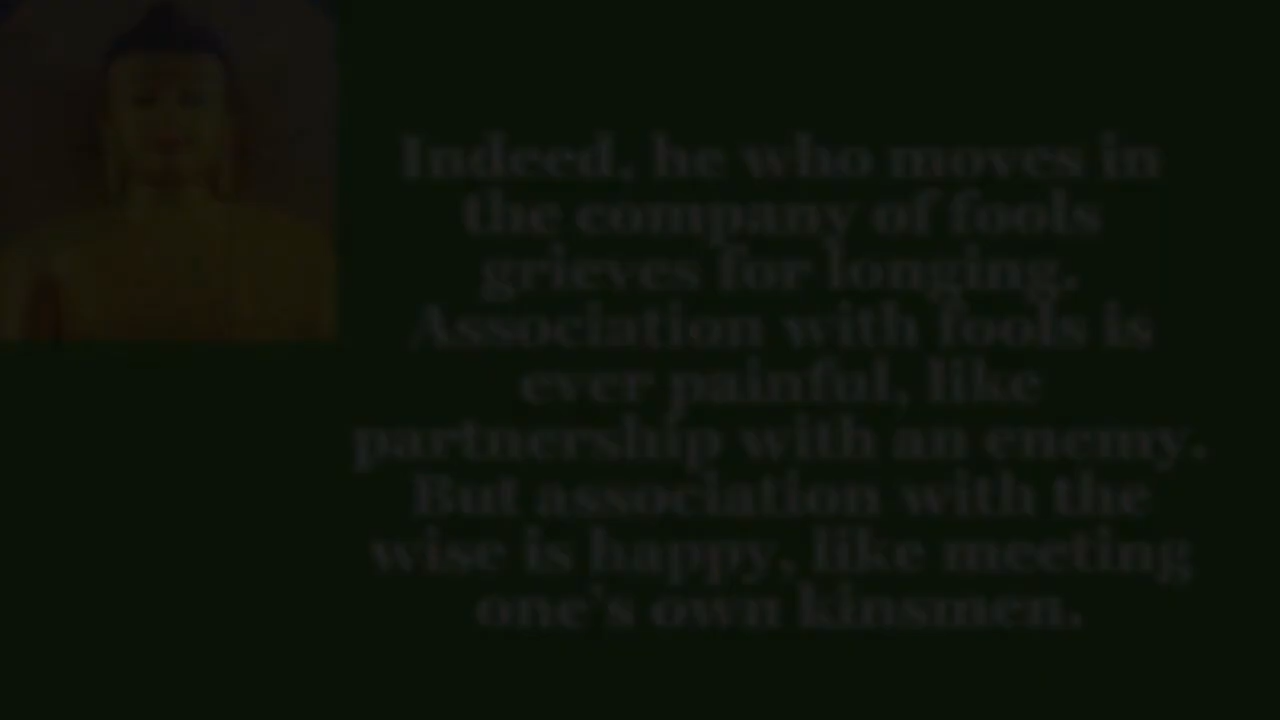 Indeed, he who moves in
the company of fools
grieves for longing.
Association with fools is
ever painful, like
partnership with an enemy.
But association with the
wise is happy, like meeting
one's own kinsmen.